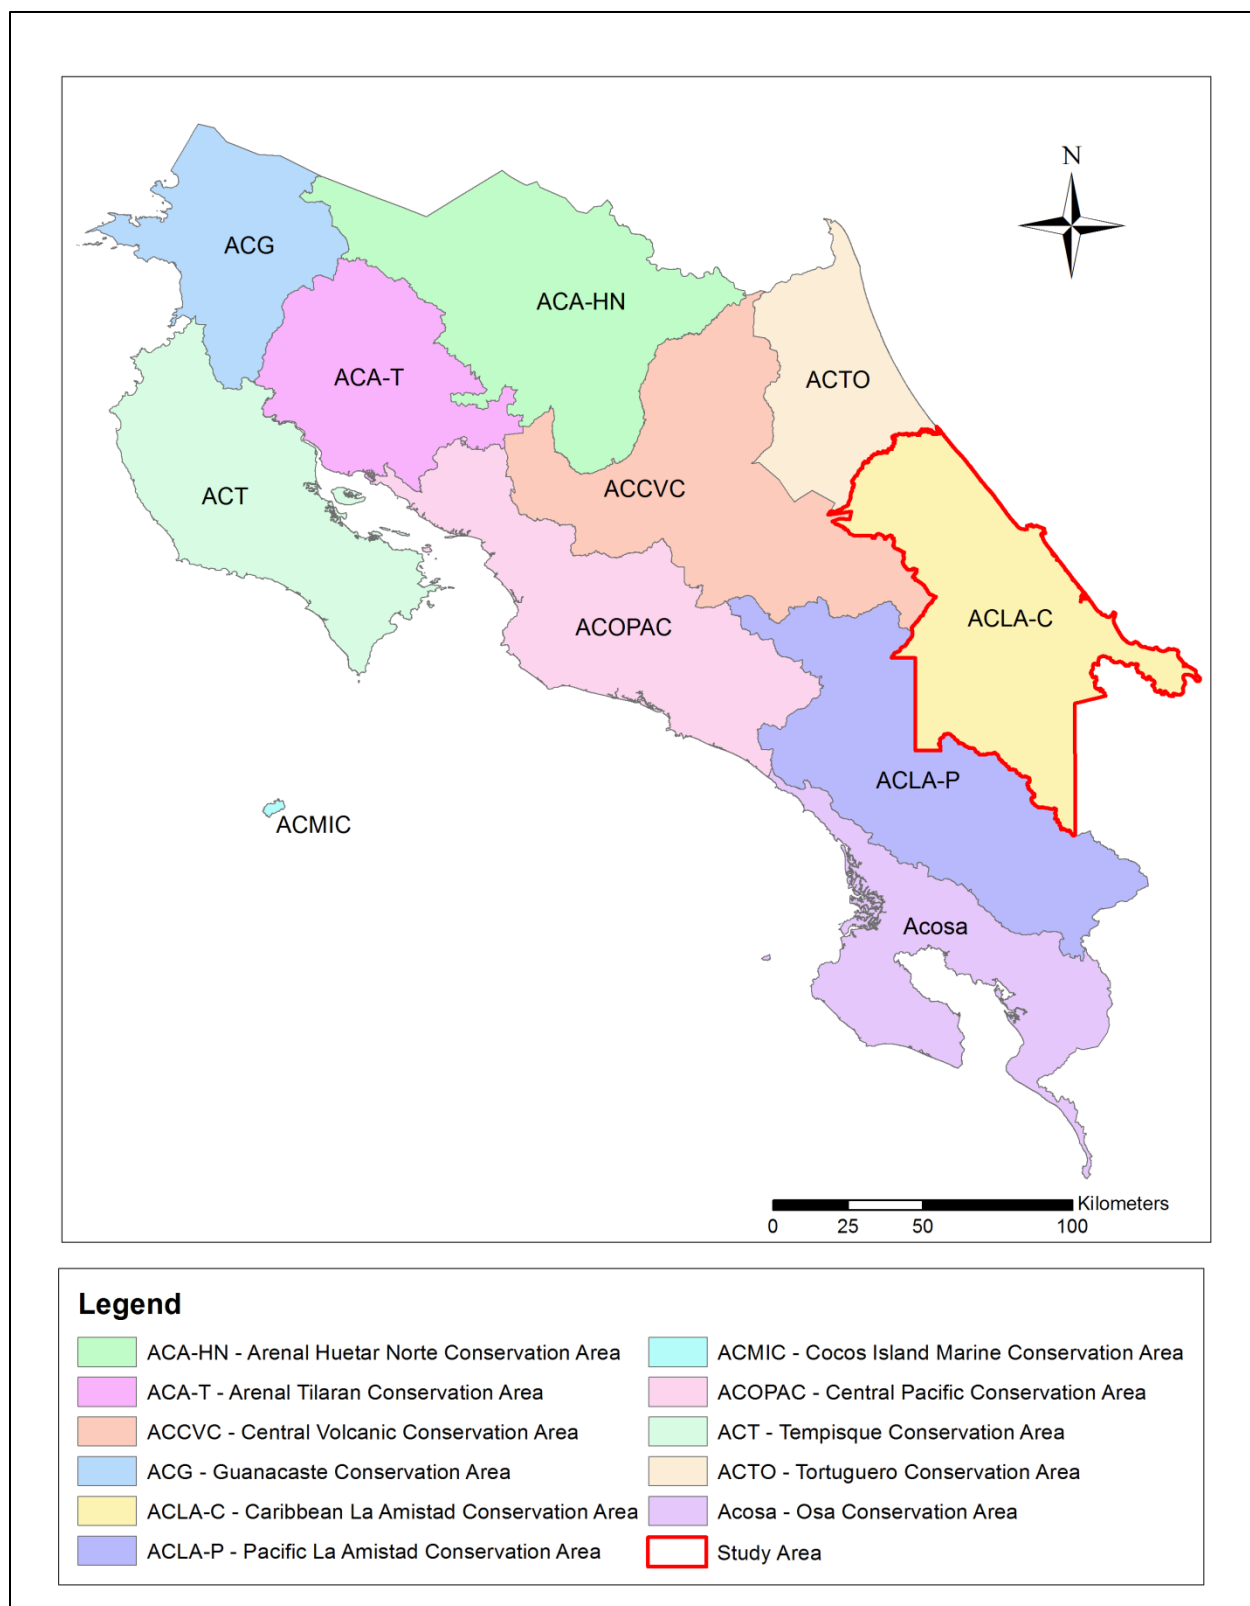 N
ACG
ACA-HN
ACA-T
ACTO
ACT
ACCVC
ACOPAC
ACLA-C
ACLA-P
ACMIC
Acosa
Kilometers
0 25 50 100
Legend
ACA-HN - Arenal Huetar Norte Conservation Area
ACA-T - Arenal Tilaran Conservation Area
ACCVC - Central Volcanic Conservation Area
ACG - Guanacaste Conservation Area
ACLA-C - Caribbean La Amistad Conservation Area
ACLA-P - Pacific La Amistad Conservation Area
ACMIC - Cocos Island Marine Conservation Area
ACOPAC - Central Pacific Conservation Area
ACT - Tempisque Conservation Area
ACTO - Tortuguero Conservation Area
Acosa - Osa Conservation Area
Study Area